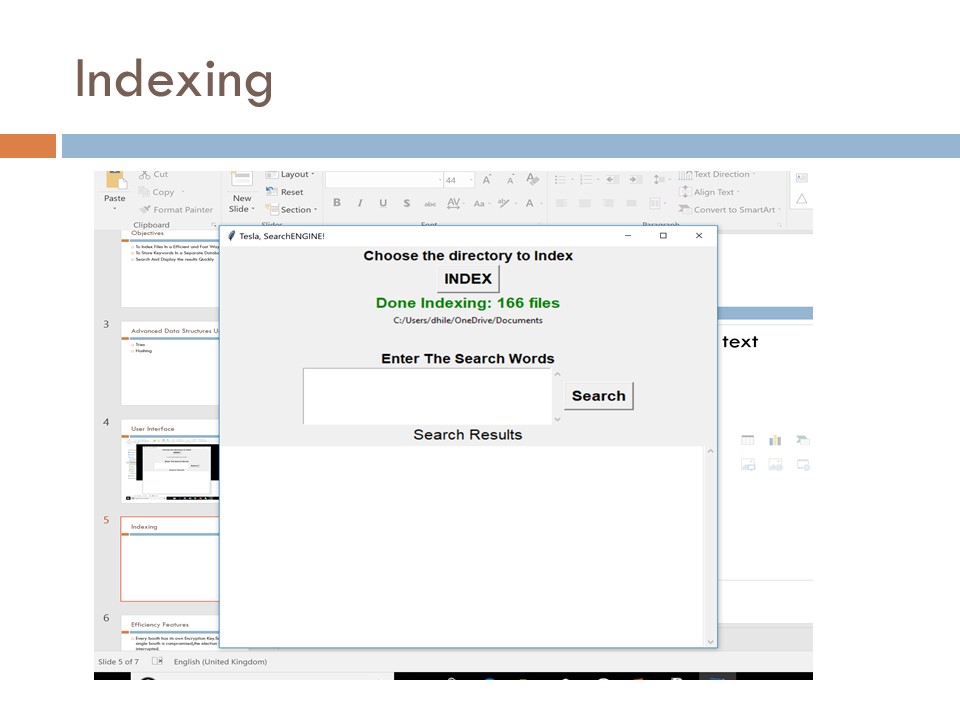 Indexing
Cut
Copy
Format Painter
Paste
Clipboard
New
Slide
Layout
Reset
Section
Slides
44
B I U S abc AV Aa A
Font
Text Direction
Align Text
Convert to SmartArt
Paragraph
Objectives
To Index Files In a Efficient and Fast Way
To Store Keywords In a Separate
Search And Display the results Quickly
3
Advanced Data Structures
Tries
Hashing
4
User Interface
5
Indexing
6
Efficiency Features
Every booth has its own Encryption Key.
single booth is compromised,the election
interrupted.
Tesla, SearchENGINE!
Choose the directory to Index
INDEX
Done Indexing: 166 files
C:/Users/dhile/OneDrive/Documents
Enter The Search Words
Search
Search Results
text
Slide 5 of 7
English (United Kingdom)